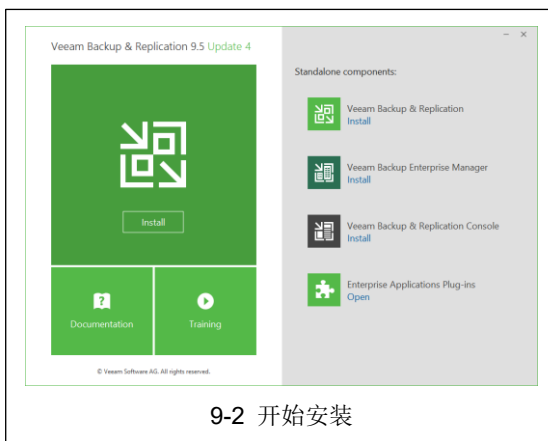 Veeam Backup & Replication 9.5 Update 4
Install
?
Documentation
Training
© Veeam Software AG. All rights reserved.
Standalone components:
Veeam Backup & Replication
Install
Veeam Backup Enterprise Manager
Install
Veeam Backup & Replication Console
Install
Enterprise Applications Plug-ins
Open
9-2 开始安装